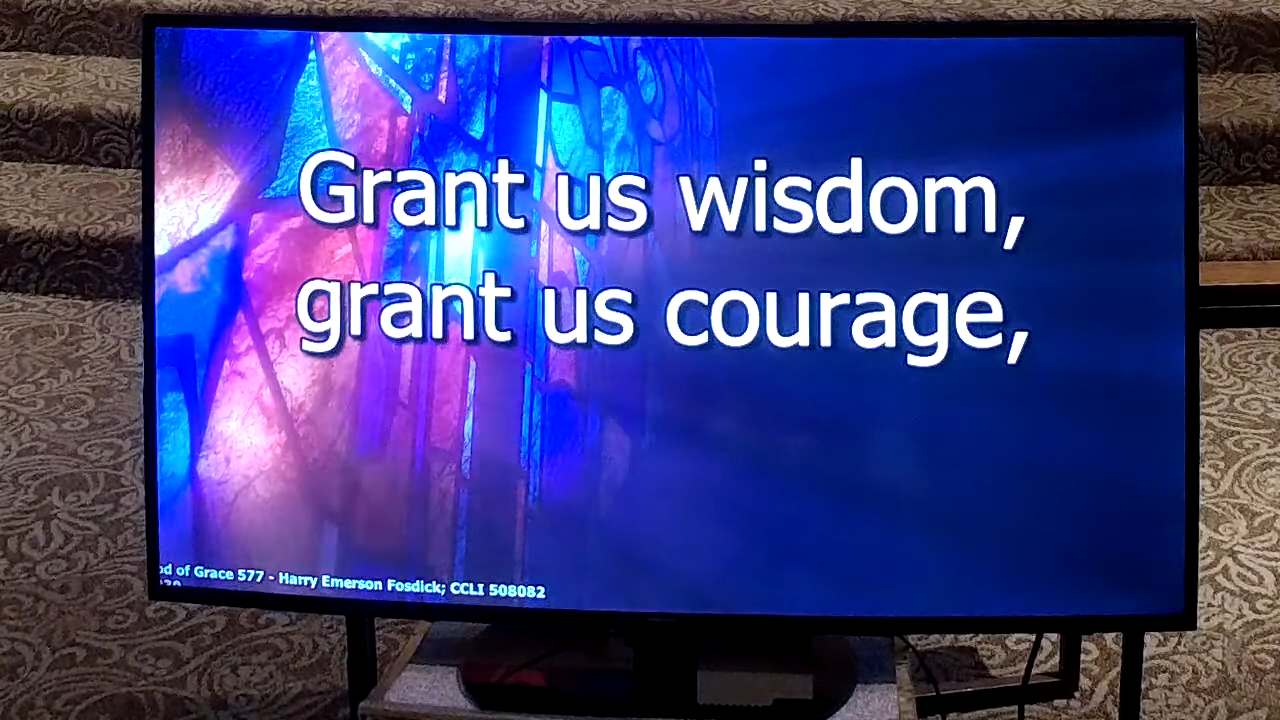 Grant us wisdom,
grant us courage,
od of Grace 577 - Harry Emerson Fosdick; CCLI 508082